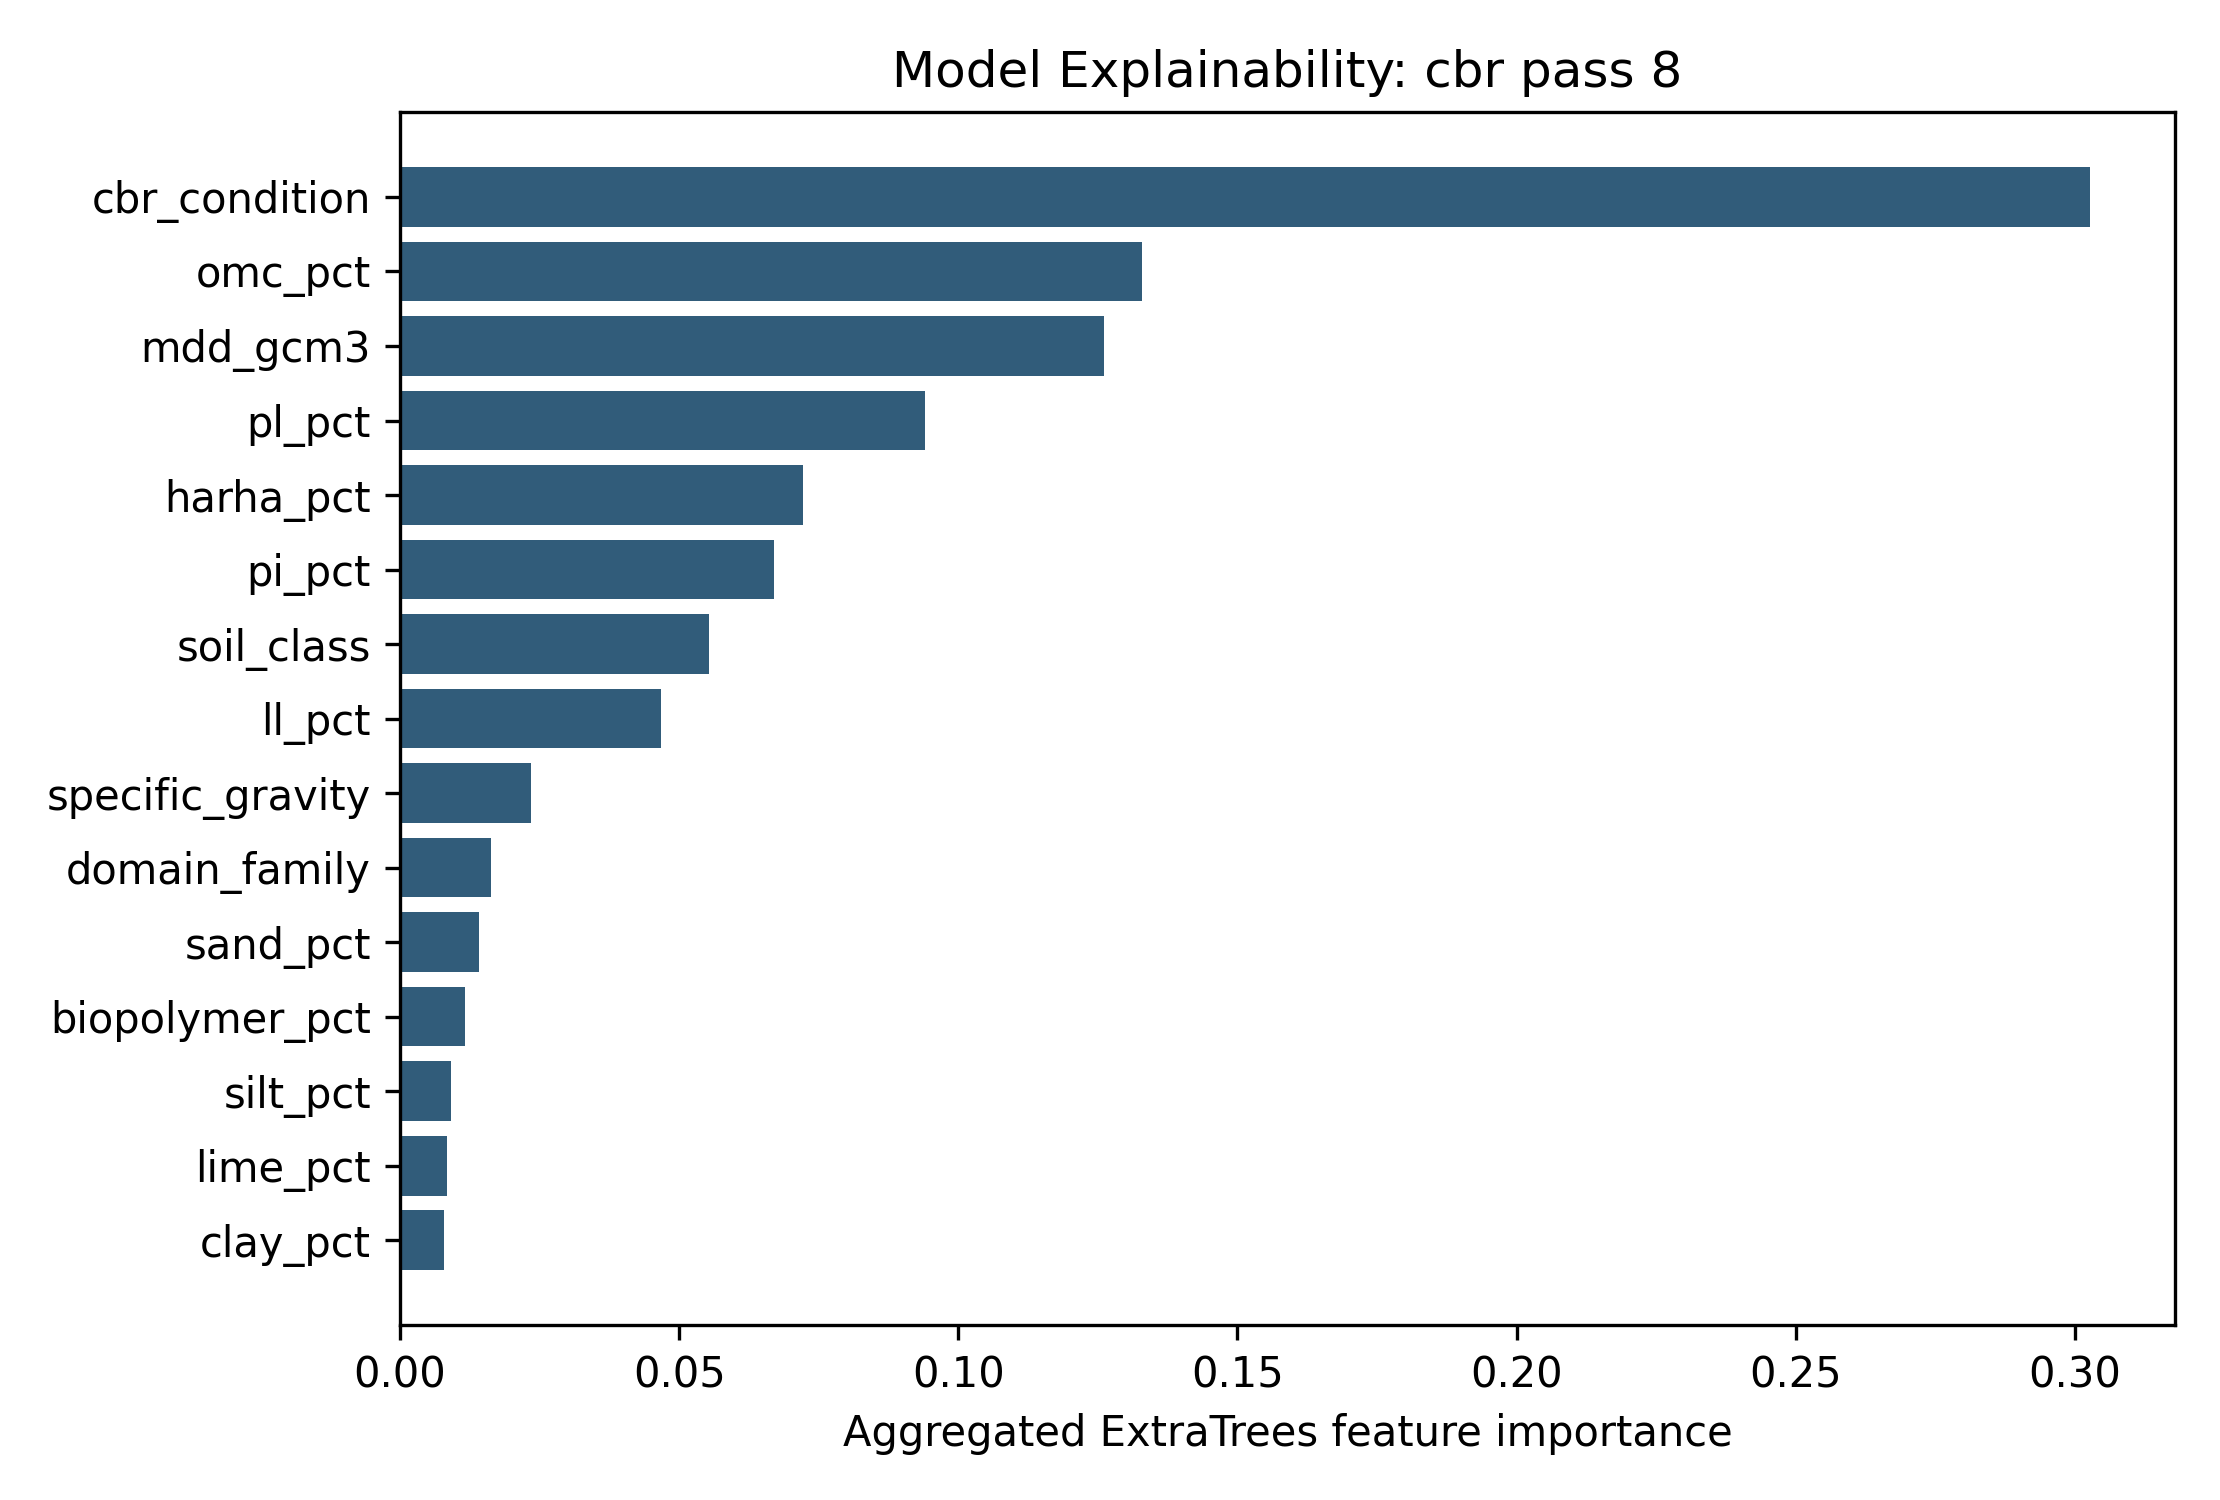 Model Explainability: cbr pass 8
cbr_condition
omc_pct
mdd_gcm3
pl_pct
harha_pct
pi_pct
soil_class
ll_pct
specific_gravity
domain_family
sand_pct
biopolymer_pct
silt_pct
lime_pct
clay_pct
0.00 0.05 0.10 0.15 0.20 0.25 0.30
Aggregated ExtraTrees feature importance